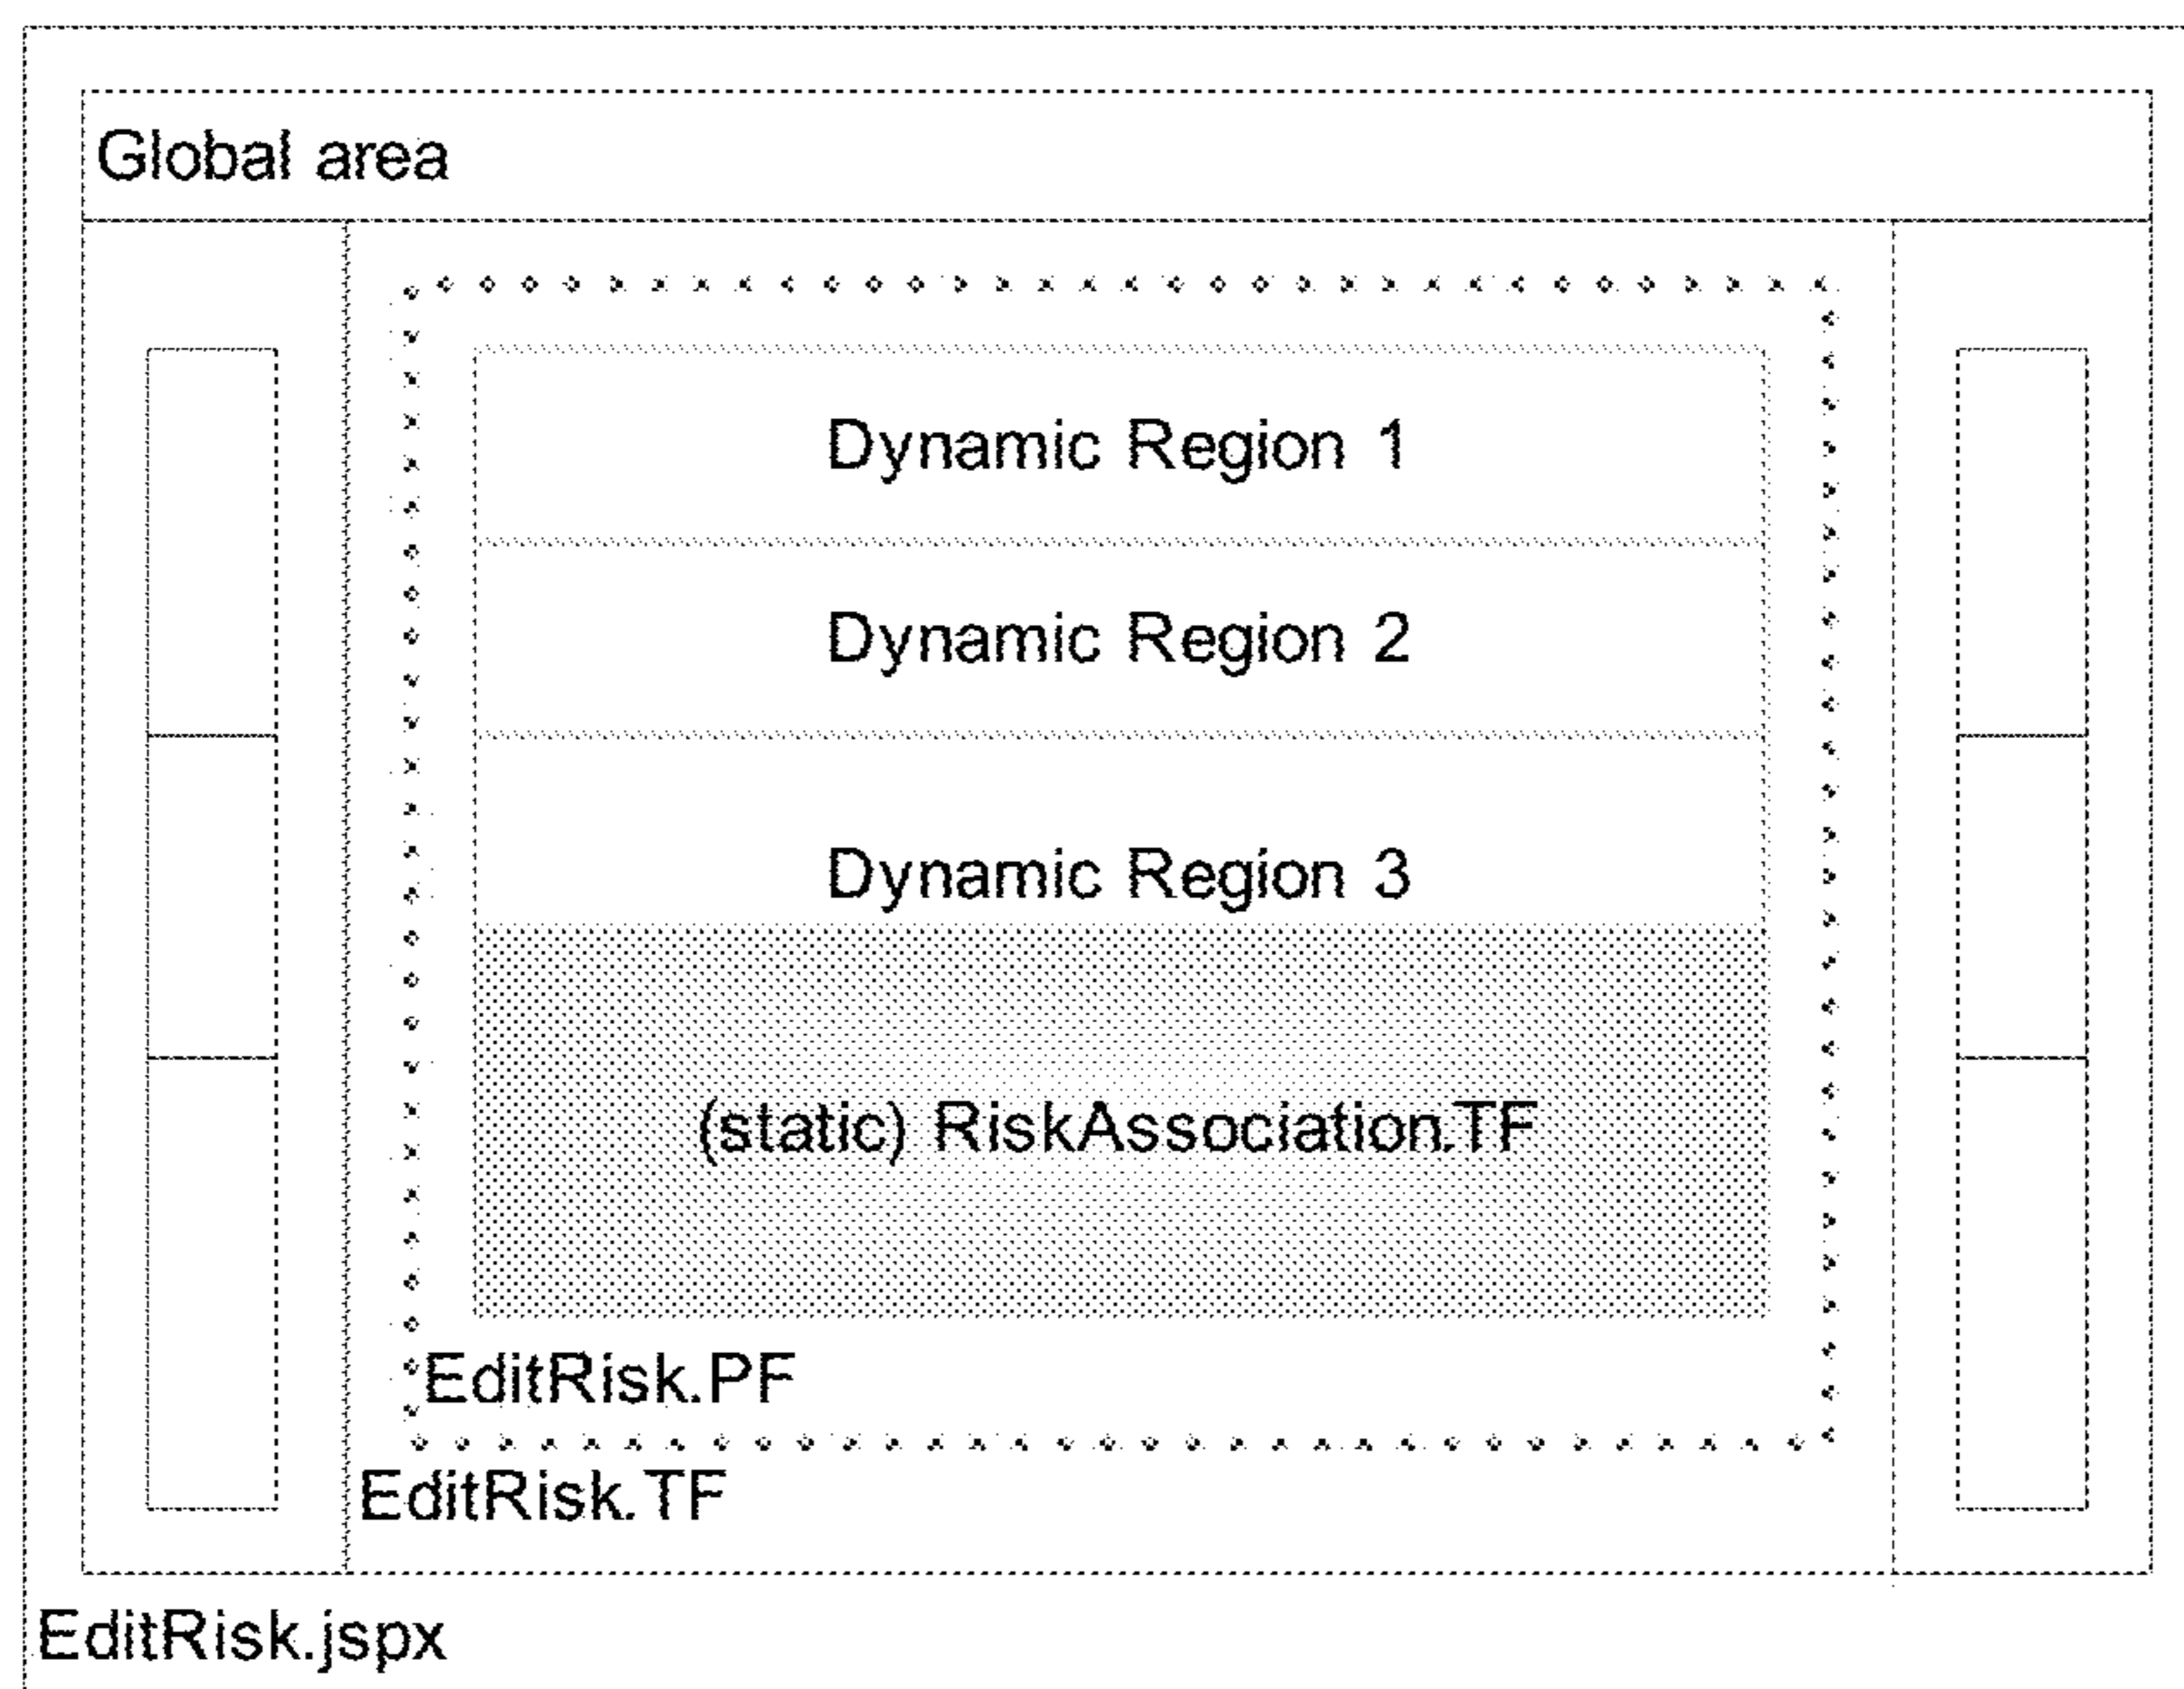 Global area
Dynamic Region 1
Dynamic Region 2
Dynamic Region 3
(static) RiskAssociation.TF
EditRisk.PF
EditRisk.TF
EditRisk.jspx